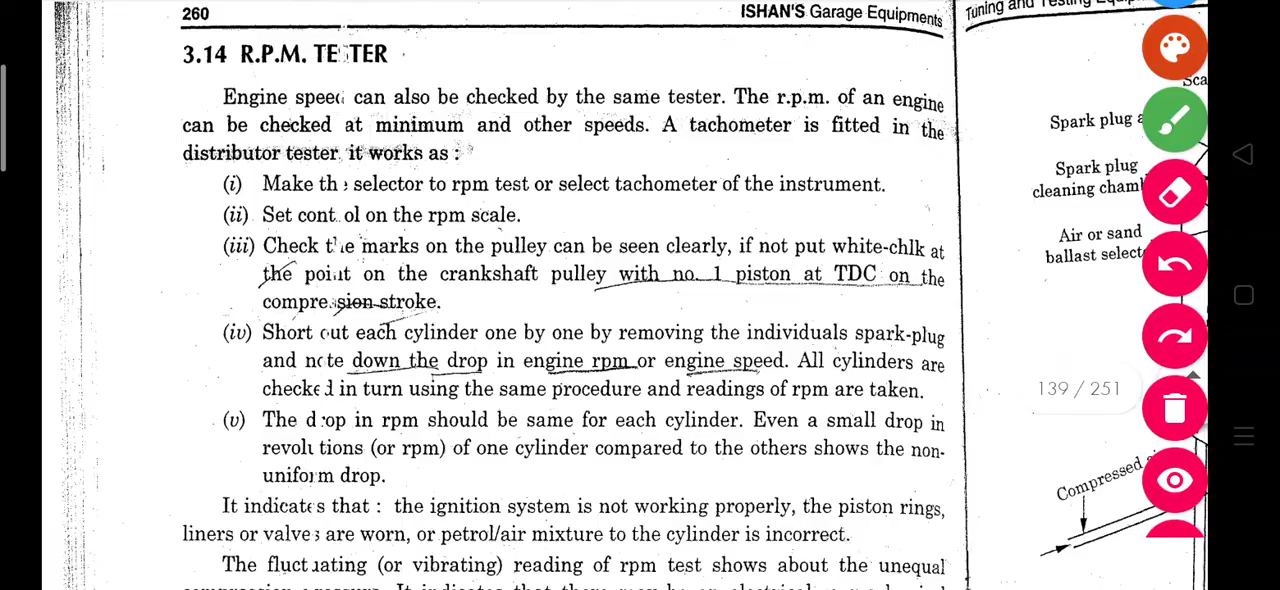 260
ISHAN'S Garage Equipments
3.14 R.P.M. TESTER
Engine speed can also be checked by the same tester. The r.p.m. of an engine
can be checked at minimum and other speeds. A tachometer is fitted in the
distributor tester it works as :
(i) Make the selector to rpm test or select tachometer of the instrument.
(ii) Set control on the rpm scale.
(iii) Check the marks on the pulley can be seen clearly, if not put white-chlk at
the point on the crankshaft pulley with no. 1 piston at TDC on the
compression stroke.
(iv) Short out each cylinder one by one by removing the individuals spark-plug
and note down the drop in engine rpm or engine speed. All cylinders are
checked in turn using the same procedure and readings of rpm are taken.
(v) The drop in rpm should be same for each cylinder. Even a small drop in
revolutions (or rpm) of one cylinder compared to the others shows the non-
uniform drop.
It indicates that : the ignition system is not working properly, the piston rings,
liners or valves are worn, or petrol/air mixture to the cylinder is incorrect.
The fluctuating (or vibrating) reading of rpm test shows about the unequal
Tuning and Testing
Sca
Spark plug a
Spark plug
cleaning cham
Air or sand
ballast select
139 / 251
Compressed